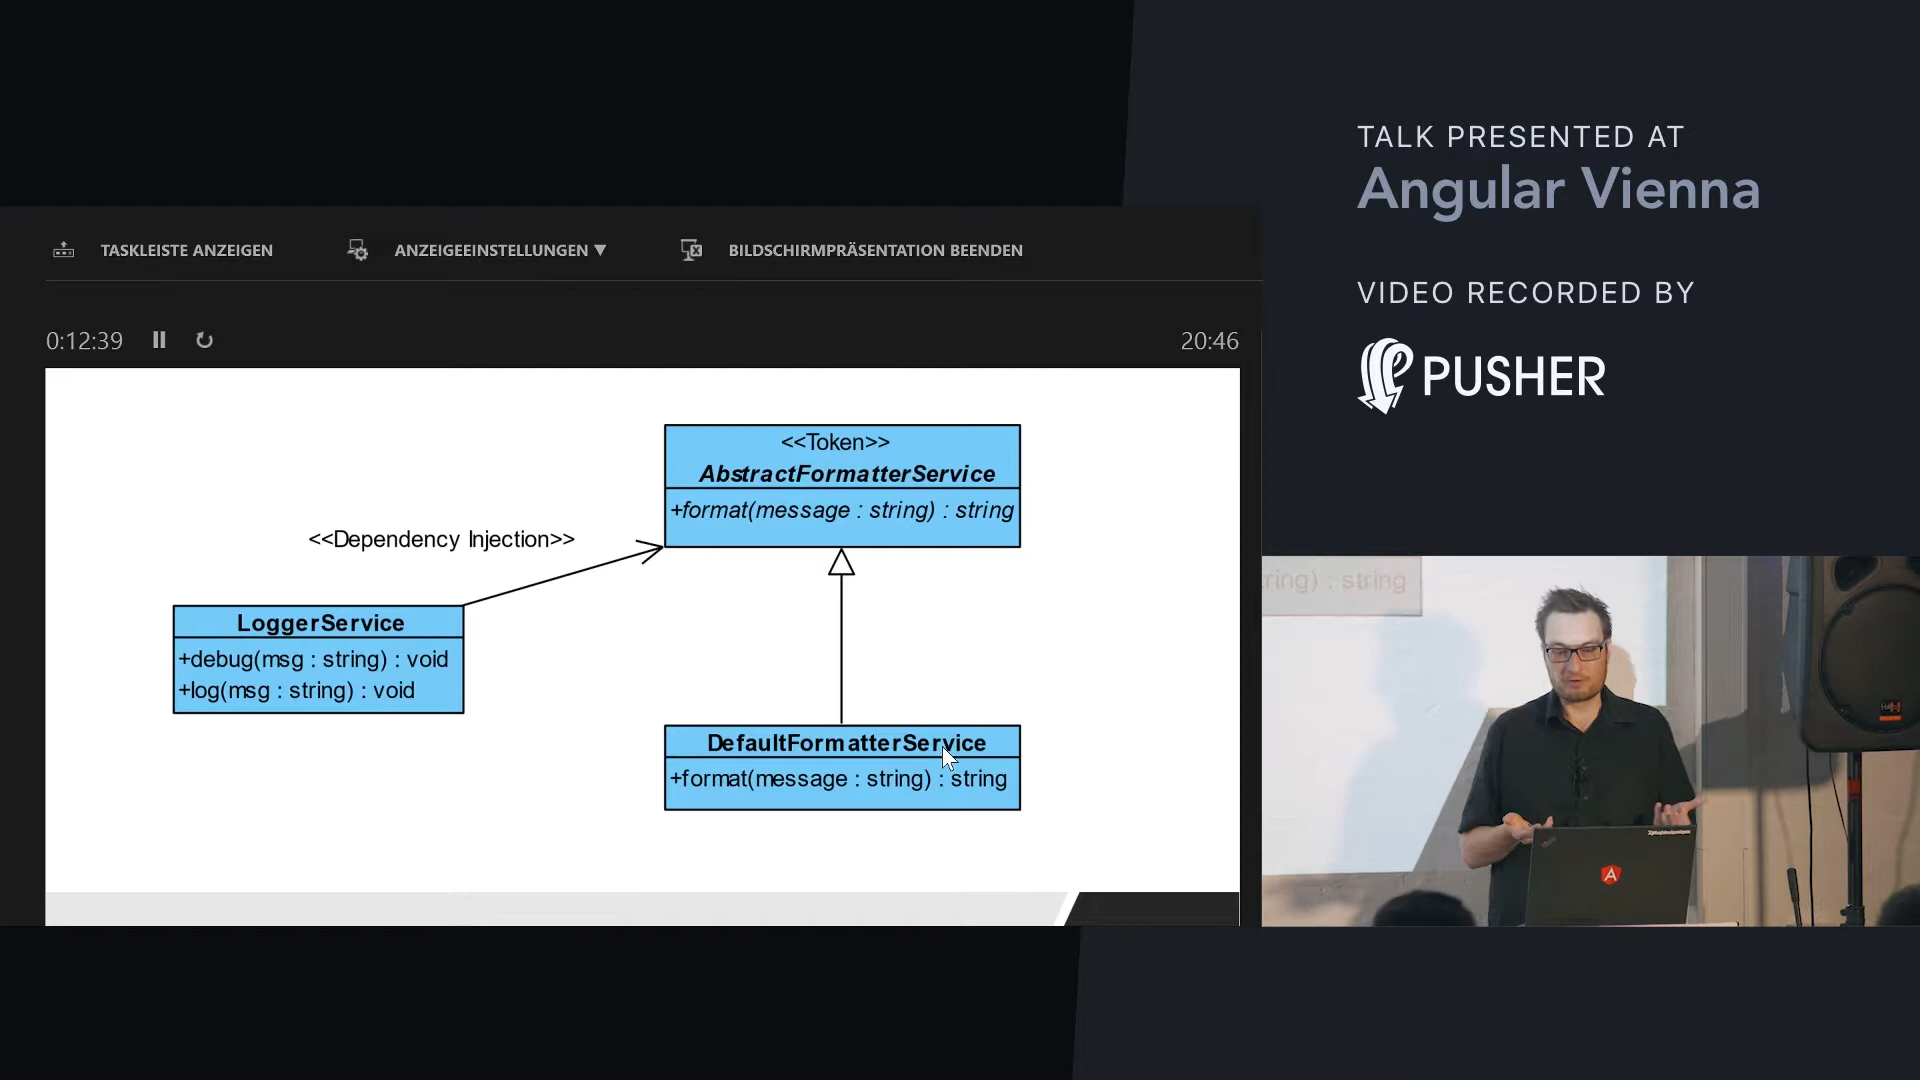 TALK PRESENTED AT
Angular Vienna
VIDEO RECORDED BY
PUSHER
TASKLEISTE ANZEIGEN
ANZEIGEEINSTELLUNGEN ▼
BILDSCHIRMPRÄSENTATION BEENDEN
0:12:39
20:46
<<Token>>
AbstractFormatterService
+format(message : string) : string
<<Dependency Injection>>
LoggerService
+debug(msg : string) : void
+log(msg : string) : void
DefaultFormatterService
+format(message : string) : string
ring) : string
A